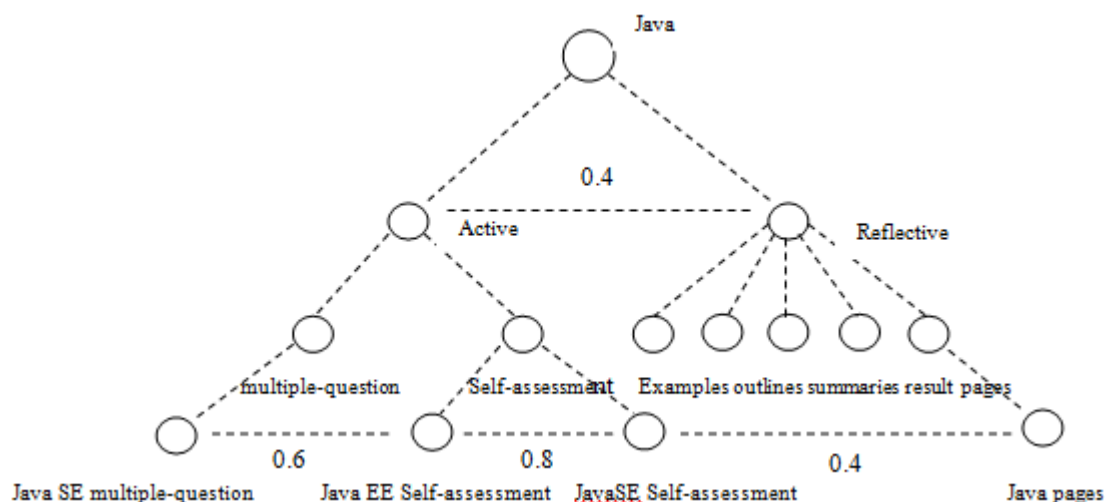 Java
0.4
Active
Reflective
multiple-question Self-assessment Examples outlines summaries result pages
0.6 0.8 0.4
Java SE multiple-question Java EE Self-assessment JavaSE Self-assessment Java pages